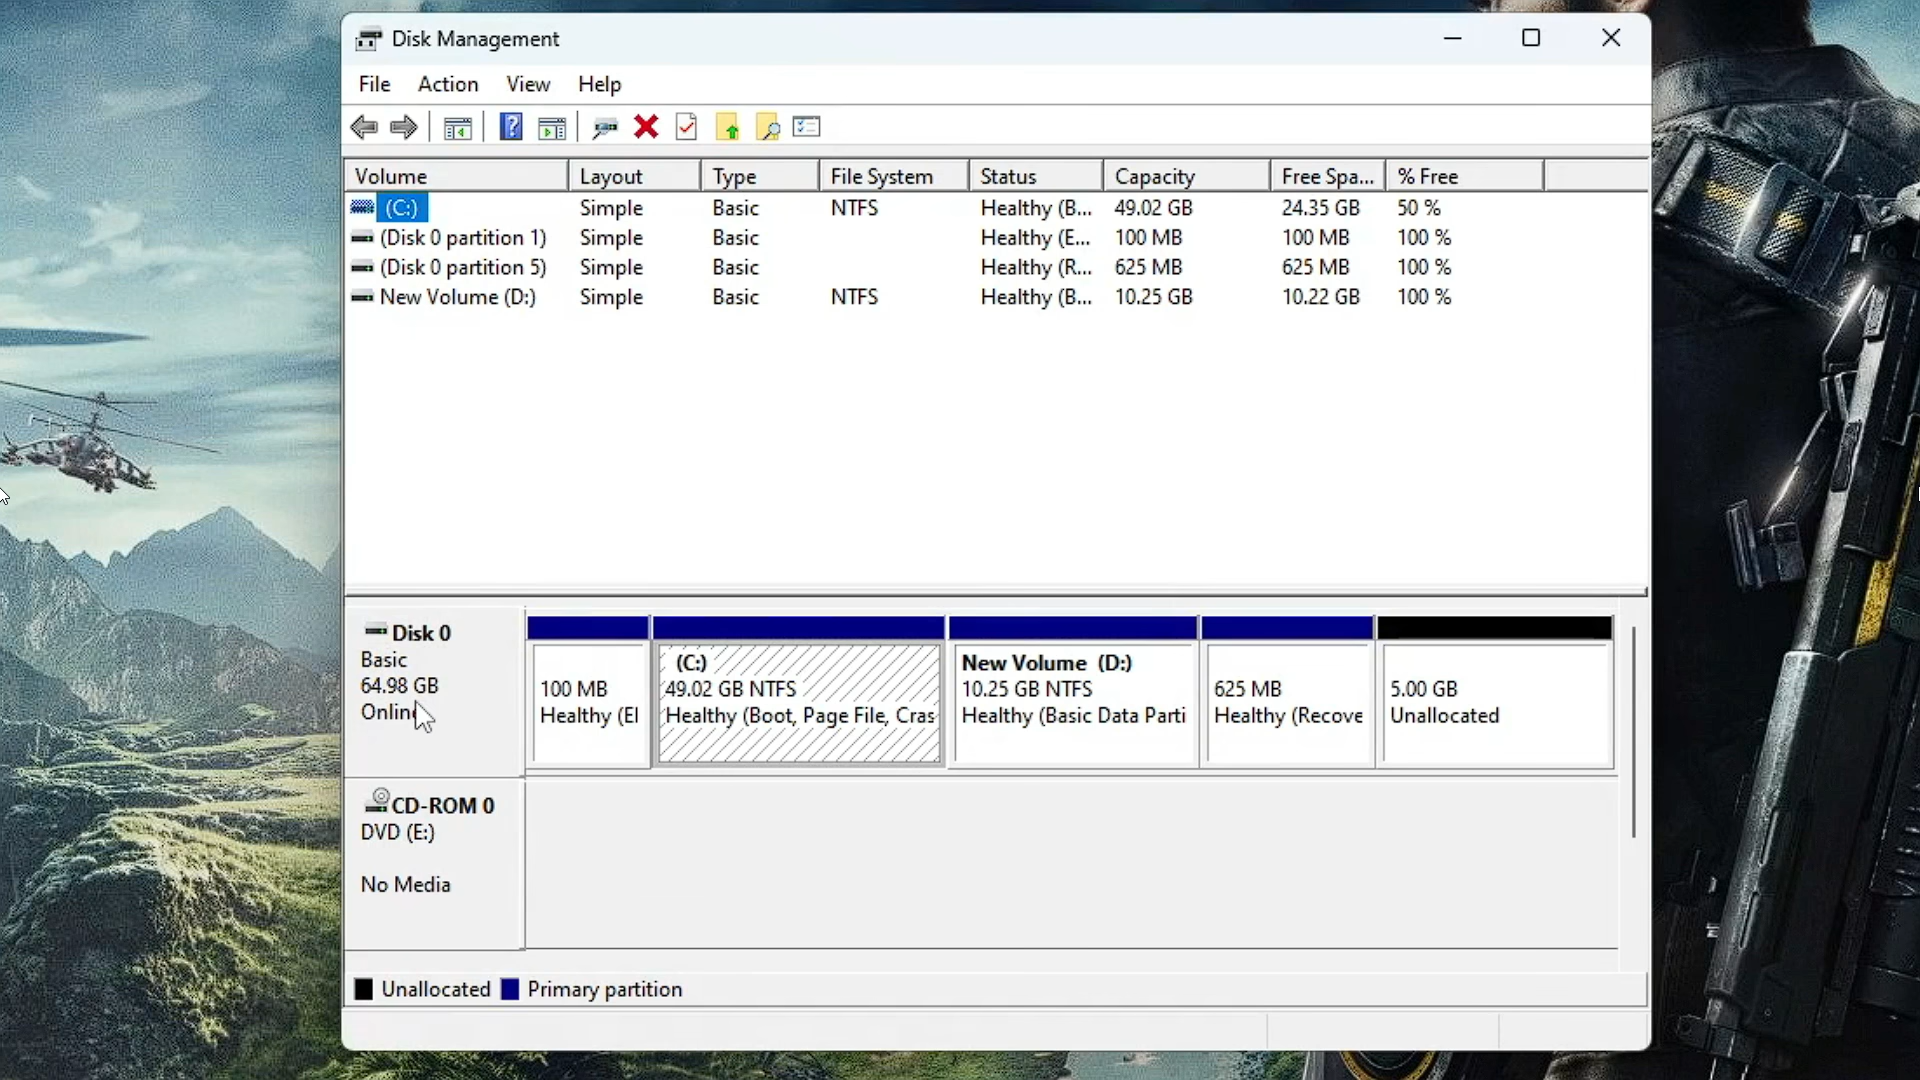 Disk Management
File Action View Help
Volume Layout Type File System Status Capacity Free Spa... % Free
(C:) Simple Basic NTFS Healthy (B... 49.02 GB 24.35 GB 50 %
(Disk 0 partition 1) Simple Basic Healthy (E... 100 MB 100 MB 100 %
(Disk 0 partition 5) Simple Basic Healthy (R... 625 MB 625 MB 100 %
New Volume (D:) Simple Basic NTFS Healthy (B... 10.25 GB 10.22 GB 100 %
Disk 0
Basic
64.98 GB
Online
100 MB
Healthy (EI
(C:)
49.02 GB NTFS
Healthy (Boot, Page File, Cras
New Volume (D:)
10.25 GB NTFS
Healthy (Basic Data Parti
625 MB
Healthy (Recove
5.00 GB
Unallocated
CD-ROM 0
DVD (E:)
No Media
Unallocated Primary partition